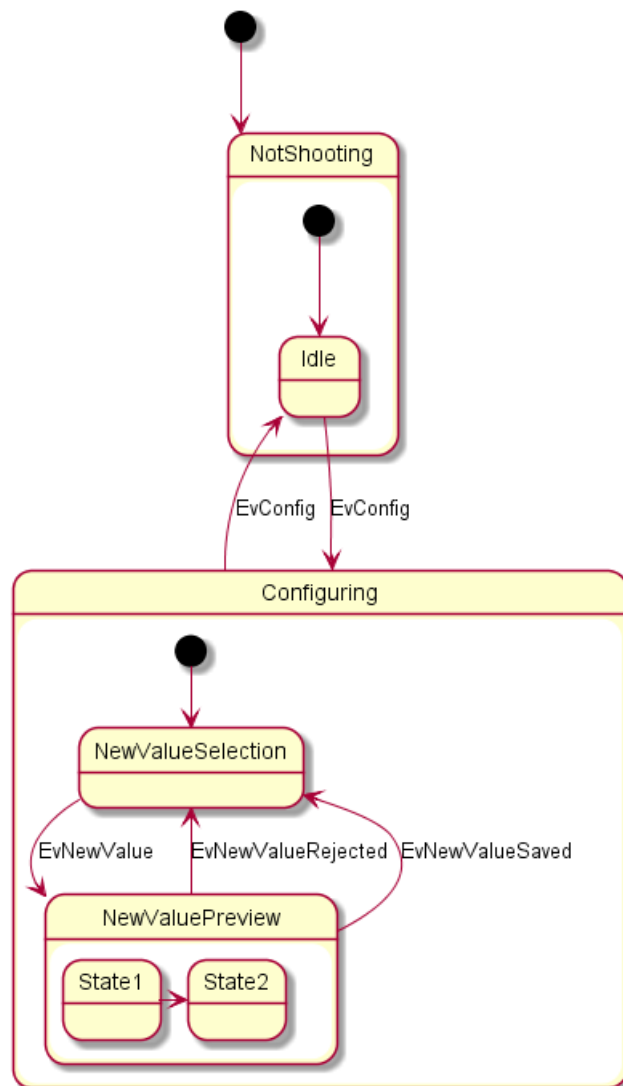 NotShooting
Idle
EvConfig EvConfig
Configuring
NewValueSelection
EvNewValue EvNewValueRejected EvNewValueSaved
NewValuePreview
State1 State2